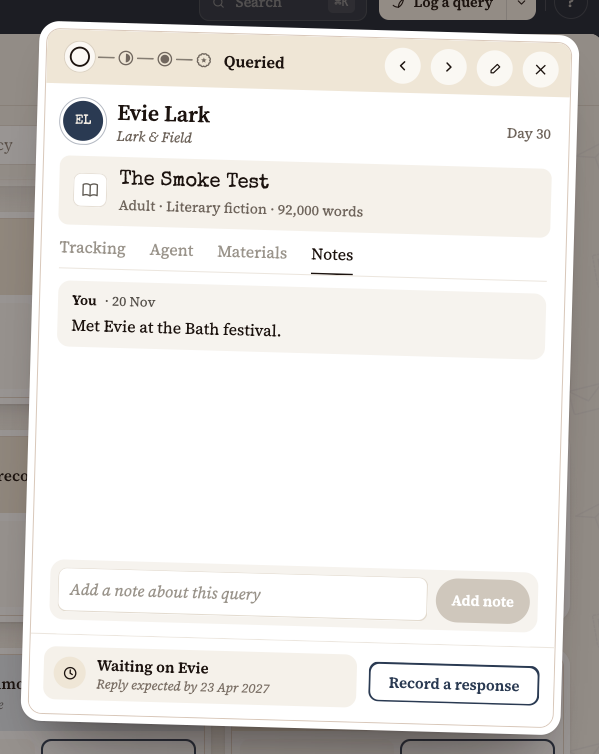 Search
⌘K
Log a query
?
Queried
EL
Evie Lark
Lark & Field
Day 30
The Smoke Test
Adult · Literary fiction · 92,000 words
Tracking
Agent
Materials
Notes
You · 20 Nov
Met Evie at the Bath festival.
Add a note about this query
Add note
Waiting on Evie
Reply expected by 23 Apr 2027
Record a response